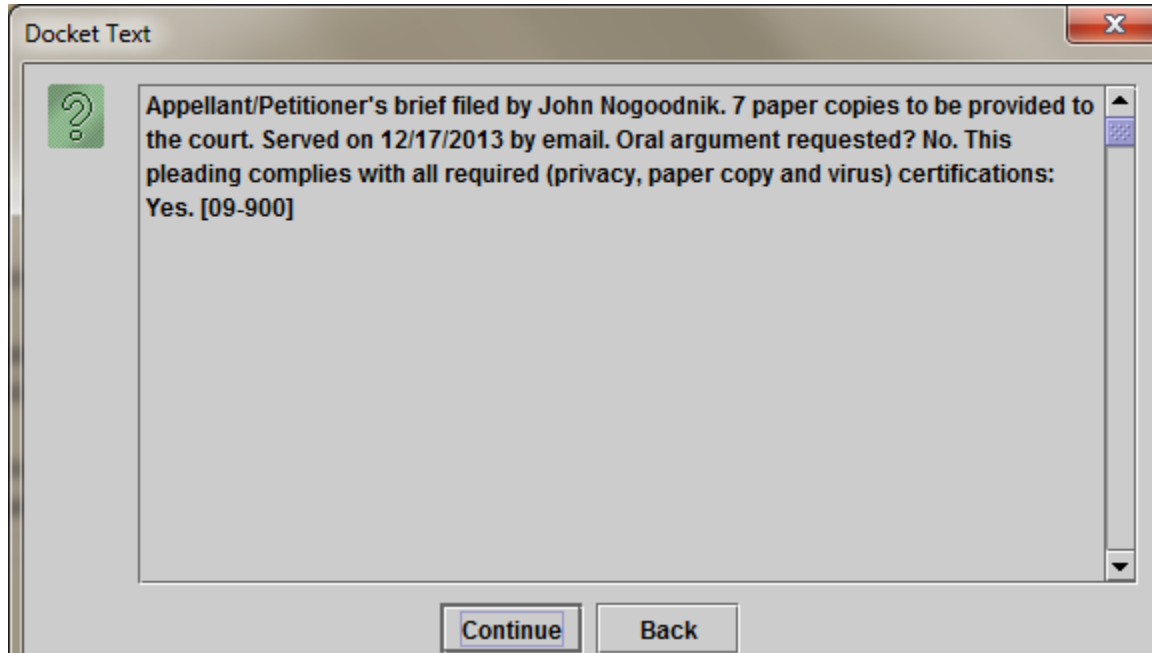 Docket Text
Appellant/Petitioner's brief filed by John Nogoodnik. 7 paper copies to be provided to
the court. Served on 12/17/2013 by email. Oral argument requested? No. This
pleading complies with all required (privacy, paper copy and virus) certifications:
Yes. [09-900]
Continue
Back